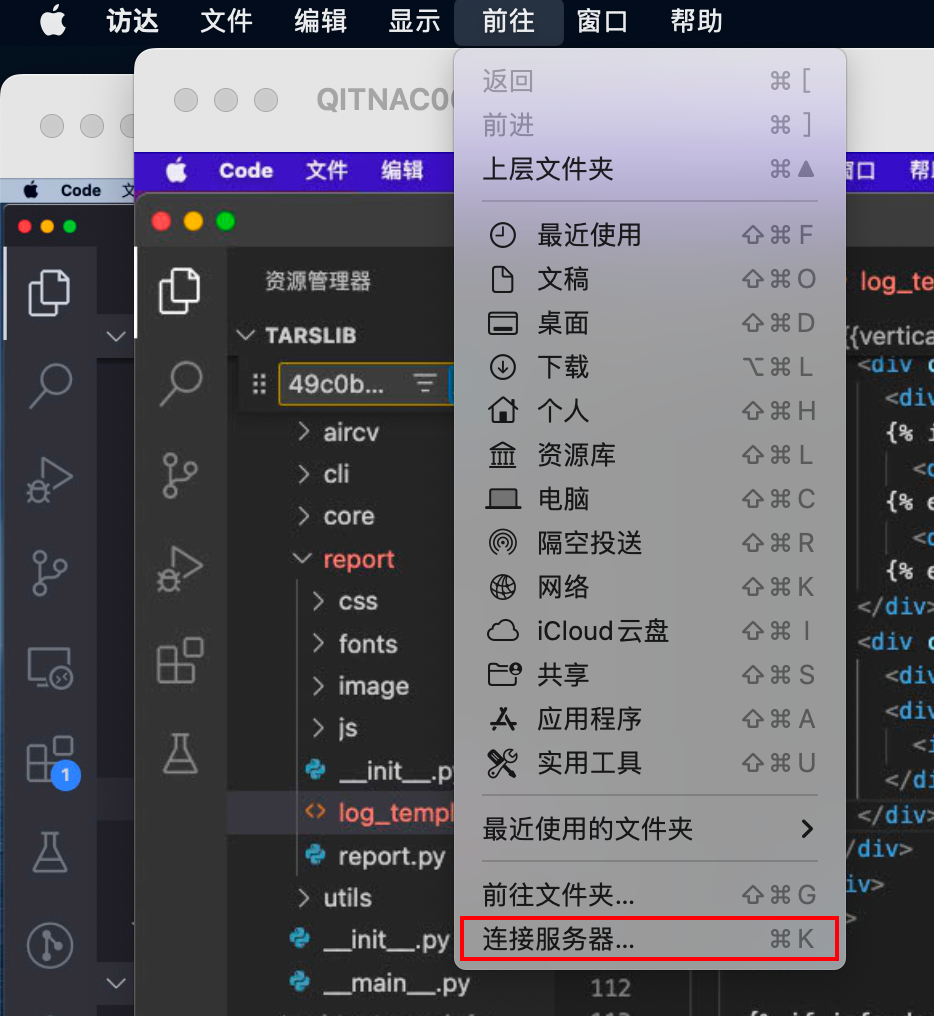 访达 文件 编辑 显示 前往 窗口 帮助
QITNAC00
Code
Code 文件 编辑
窗口
返回 ⌘ [
前进 ⌘ ]
上层文件夹 ⌘ ▲
最近使用 ⇧ ⌘ F
文稿 ⇧ ⌘ O
桌面 ⇧ ⌘ D
下载 ⌥ ⌘ L
个人 ⇧ ⌘ H
资源库 ⇧ ⌘ L
电脑 ⇧ ⌘ C
隔空投送 ⇧ ⌘ R
网络 ⇧ ⌘ K
iCloud云盘 ⇧ ⌘ I
共享 ⇧ ⌘ S
应用程序 ⇧ ⌘ A
实用工具 ⇧ ⌘ U
最近使用的文件夹
前往文件夹... ⇧ ⌘ G
连接服务器... ⌘ K
资源管理器
TARSLIB
49c0b...
aircv
cli
core
report
css
fonts
image
js
__init__.py
log_templ
report.py
utils
__init__.py
__main__.py
1
log_te
{{vertica
<div
<div
{%
{% e
{% e
</div>
<div
<div
<div
</di
</div>
/div>
iv>
>
112